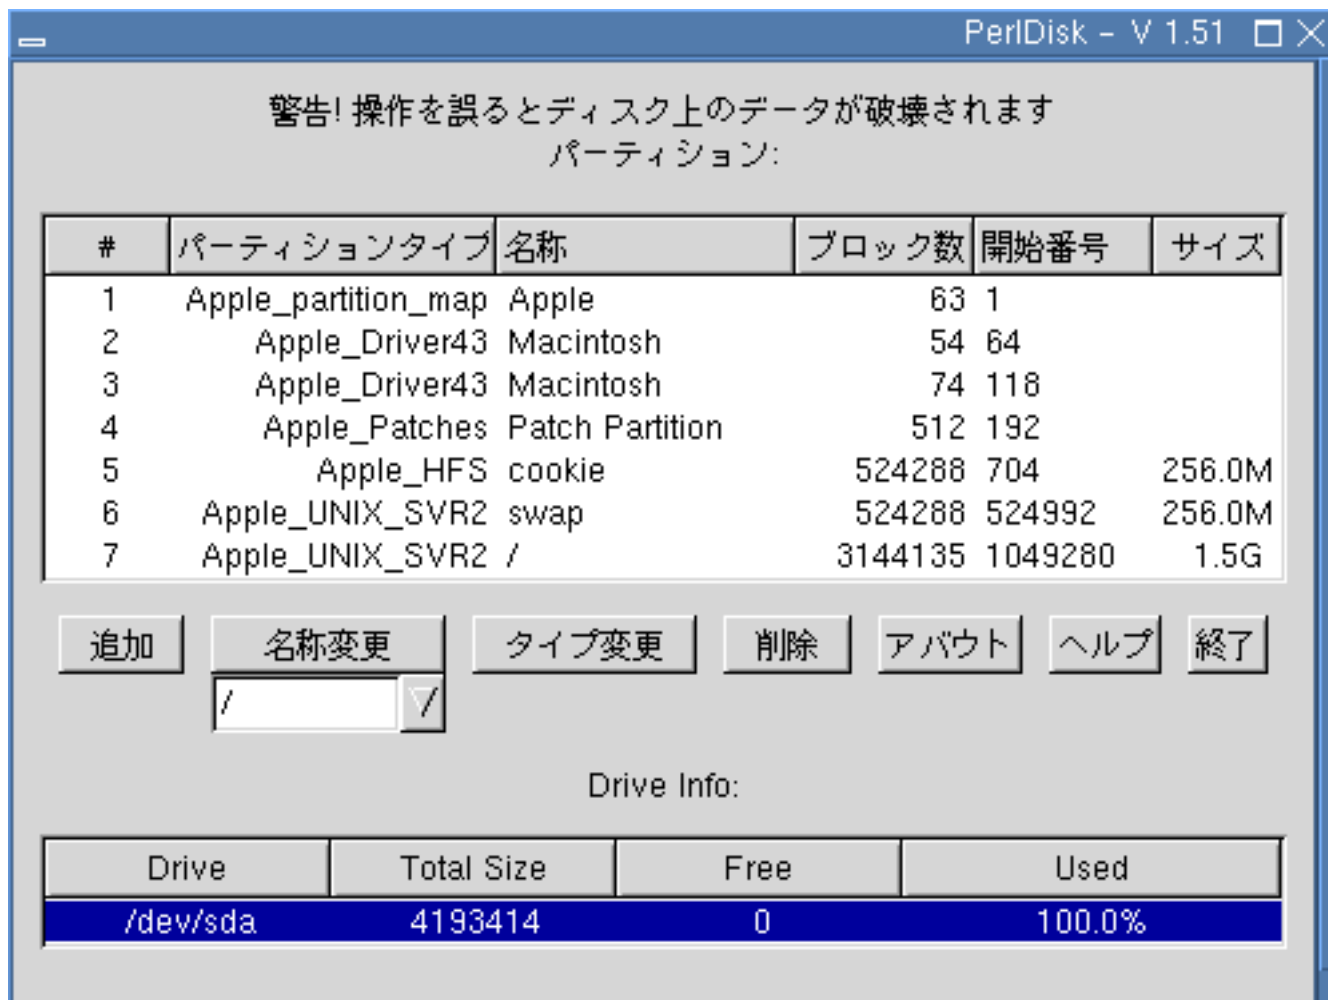 PerlDisk - V 1.51
警告! 操作を誤るとディスク上のデータが破壊されます
パーティション:
# パーティションタイプ 名称 ブロック数 開始番号 サイズ
1 Apple_partition_map Apple 63 1
2 Apple_Driver43 Macintosh 54 64
3 Apple_Driver43 Macintosh 74 118
4 Apple_Patches Patch Partition 512 192
5 Apple_HFS cookie 524288 704 256.0M
6 Apple_UNIX_SVR2 swap 524288 524992 256.0M
7 Apple_UNIX_SVR2 / 3144135 1049280 1.5G
追加 名称変更 タイプ変更 削除 アバウト ヘルプ 終了
/
Drive Info:
Drive Total Size Free Used
/dev/sda 4193414 0 100.0%